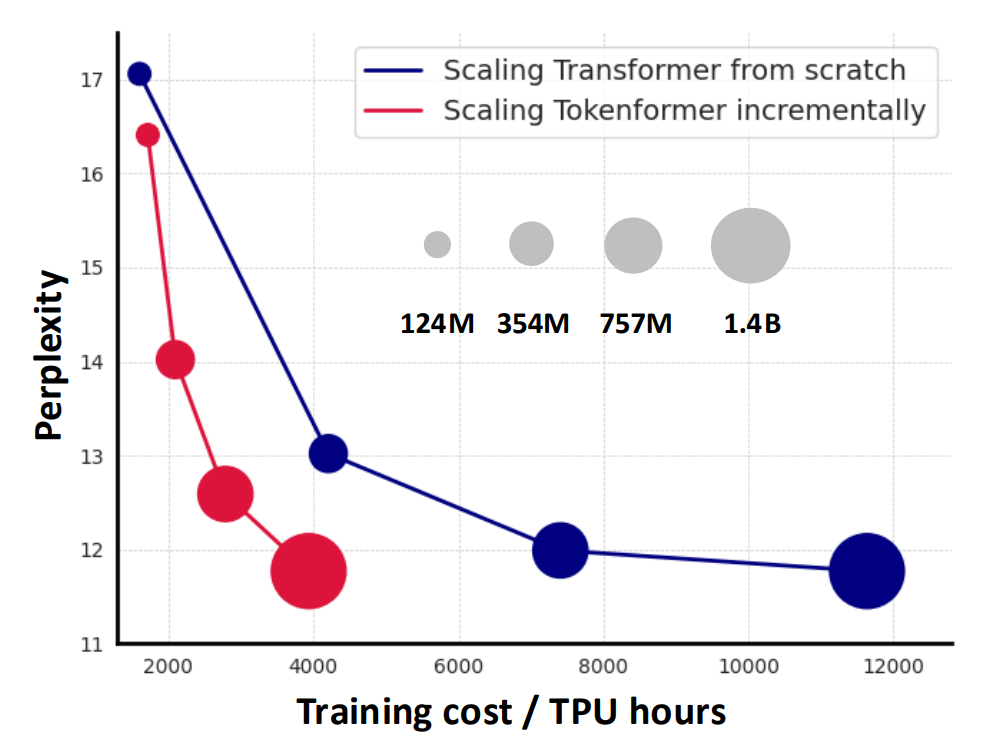 Scaling Transformer from scratch
Scaling Tokenformer incrementally
17
16
15
14
13
12
11
124M 354M 757M 1.4B
Perplexity
2000 4000 6000 8000 10000 12000
Training cost / TPU hours